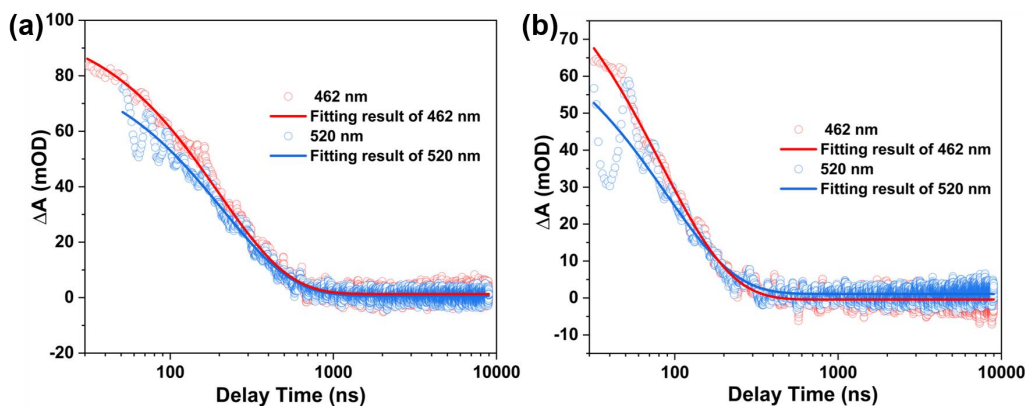 (a)
100
80
60
40
20
0
-20
ΔA (mOD)
462 nm
Fitting result of 462 nm
520 nm
Fitting result of 520 nm
100
1000
10000
Delay Time (ns)
(b)
70
60
50
40
30
20
10
0
-10
ΔA (mOD)
462 nm
Fitting result of 462 nm
520 nm
Fitting result of 520 nm
100
1000
10000
Delay Time (ns)